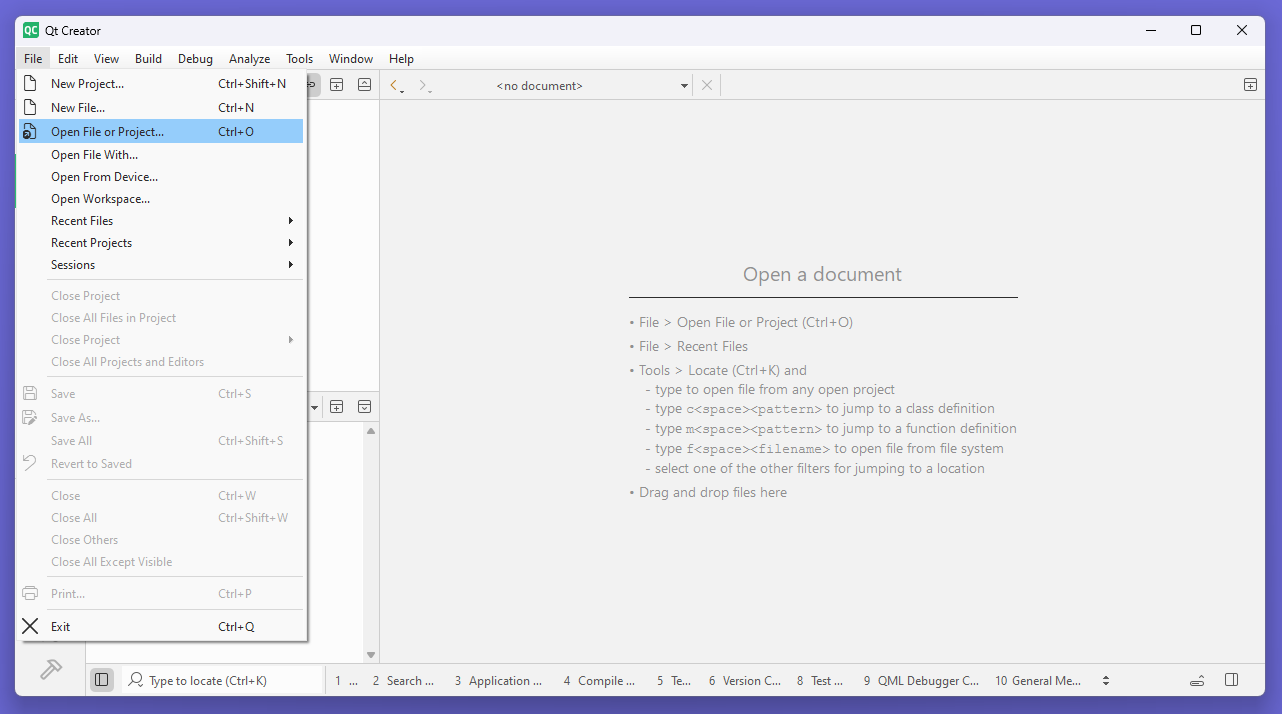 QC Qt Creator
File Edit View Build Debug Analyze Tools Window Help
New Project... Ctrl+Shift+N
New File... Ctrl+N
Open File or Project... Ctrl+O
Open File With...
Open From Device...
Open Workspace...
Recent Files
Recent Projects
Sessions
Close Project
Close All Files in Project
Close Project
Close All Projects and Editors
Save Ctrl+S
Save As...
Save All Ctrl+Shift+S
Revert to Saved
Close Ctrl+W
Close All Ctrl+Shift+W
Close Others
Close All Except Visible
Print... Ctrl+P
Exit Ctrl+Q
<no document>
Open a document
• File > Open File or Project (Ctrl+O)
• File > Recent Files
• Tools > Locate (Ctrl+K) and
- type to open file from any open project
- type c<space><pattern> to jump to a class definition
- type m<space><pattern> to jump to a function definition
- type f<space><filename> to open file from file system
- select one of the other filters for jumping to a location
• Drag and drop files here
Type to locate (Ctrl+K) 1 ... 2 Search ... 3 Application ... 4 Compile ... 5 Te... 6 Version C... 8 Test ... 9 QML Debugger C... 10 General Me...